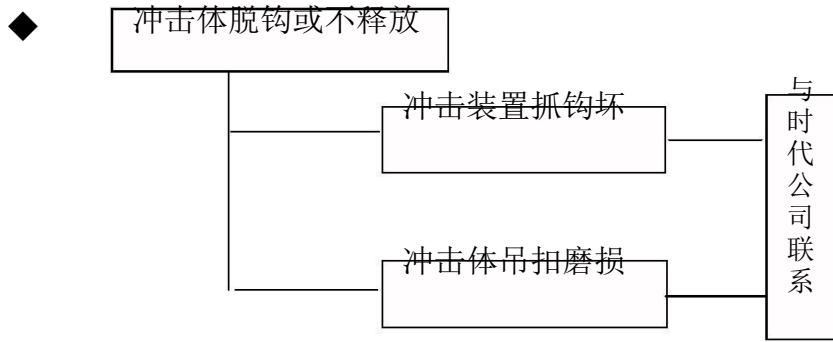 冲击体脱钩或不释放
冲击装置抓钩坏
冲击体吊扣磨损
与时代公司联系